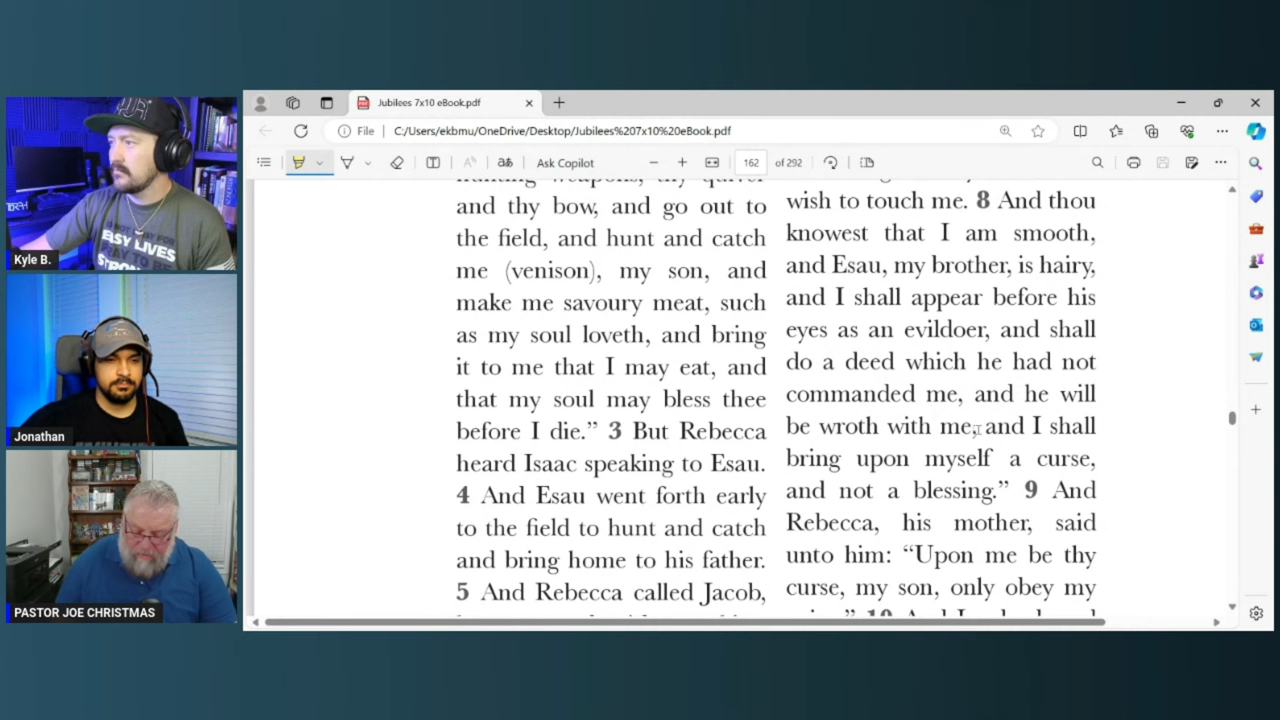 Jubilees 7x10 eBook.pdf
File
C:/Users/ekbmu/OneDrive/Desktop/Jubilees%207x10%20eBook.pdf
Ask Copilot
162 of 292
and thy bow, and go out to
the field, and hunt and catch
me (venison), my son, and
make me savoury meat, such
as my soul loveth, and bring
it to me that I may eat, and
that my soul may bless thee
before I die.” 3 But Rebecca
heard Isaac speaking to Esau.
4 And Esau went forth early
to the field to hunt and catch
and bring home to his father.
5 And Rebecca called Jacob,
wish to touch me. 8 And thou
knowest that I am smooth,
and Esau, my brother, is hairy,
and I shall appear before his
eyes as an evildoer, and shall
do a deed which he had not
commanded me, and he will
be wroth with me, and I shall
bring upon myself a curse,
and not a blessing.” 9 And
Rebecca, his mother, said
unto him: “Upon me be thy
curse, my son, only obey my
Kyle B.
EASY LIVES
Jonathan
PASTOR JOE CHRISTMAS